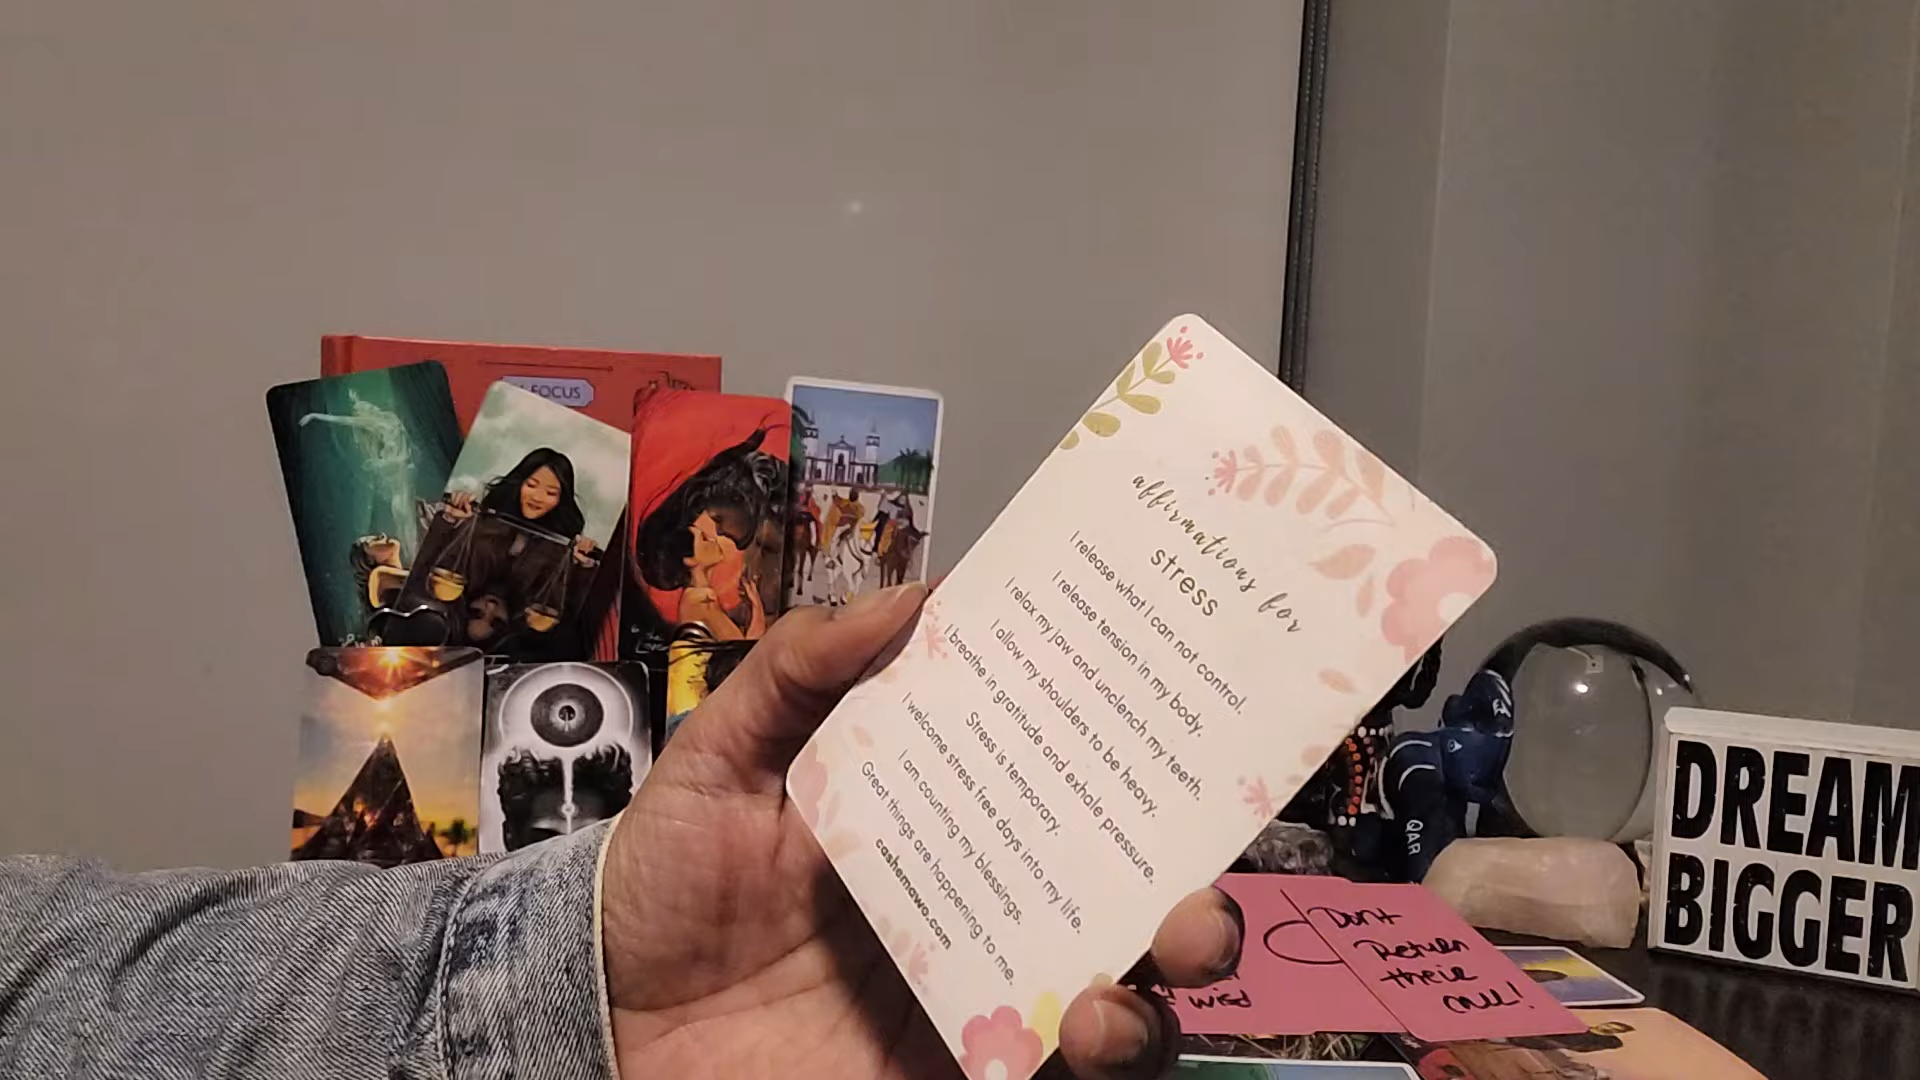 FOCUS
affirmations for
stress
I release what I can not control.
I release tension in my body.
I relax my jaw and unclench my teeth.
I allow my shoulders to be heavy.
I breathe in gratitude and exhale pressure.
Stress is temporary.
I welcome stress free days into my life.
I am counting my blessings.
Great things are happening to me.
cashemawo.com
QAR
DREAM
BIGGER
Dont
Return
their
call!